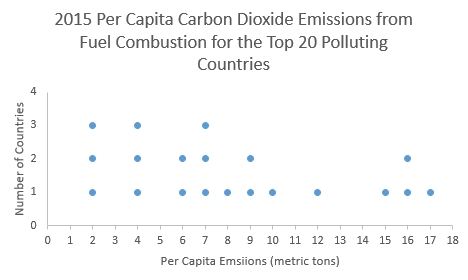 2015 Per Capita Carbon Dioxide Emissions from
Fuel Combustion for the Top 20 Polluting
Countries
Number of Countries
4
3
2
1
0
0 1 2 3 4 5 6 7 8 9 10 11 12 13 14 15 16 17 18
Per Capita Emsiions (metric tons)